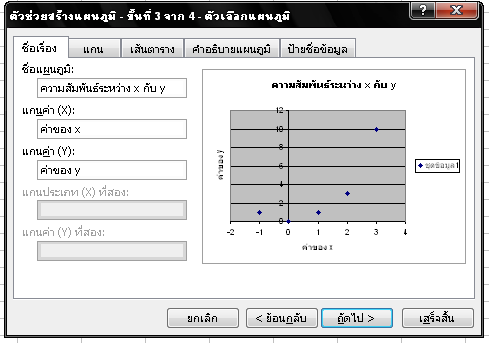 ตัวช่วยสร้างแผนภูมิ - ขั้นที่ 3 จาก 4 - ตัวเลือกแผนภูมิ
ชื่อเรื่อง แกน เส้นตาราง คำอธิบายแผนภูมิ ป้ายชื่อข้อมูล
ชื่อแผนภูมิ:
ความสัมพันธ์ระหว่าง x กับ y
แกนค่า (X):
ค่าของ x
แกนค่า (Y):
ค่าของ y
แกนประเภท (X) ที่สอง:
แกนค่า (Y) ที่สอง:
ความสัมพันธ์ระหว่าง x กับ y
12
10
8
6
4
2
0
-2 -1 0 1 2 3 4
ค่าของ y
ค่าของ x
ชุดข้อมูล1
ยกเลิก < ย้อนกลับ ถัดไป > เสร็จสิ้น